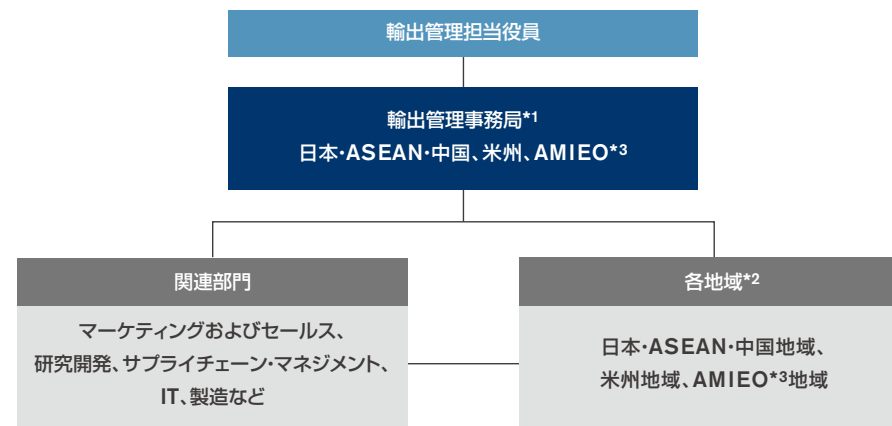 輸出管理担当役員
輸出管理事務局*1
日本・ASEAN・中国、米州、AMIEO*3
関連部門
マーケティングおよびセールス、
研究開発、サプライチェーン・マネジメント、
IT、製造など
各地域*2
日本・ASEAN・中国地域、
米州地域、AMIEO*3地域